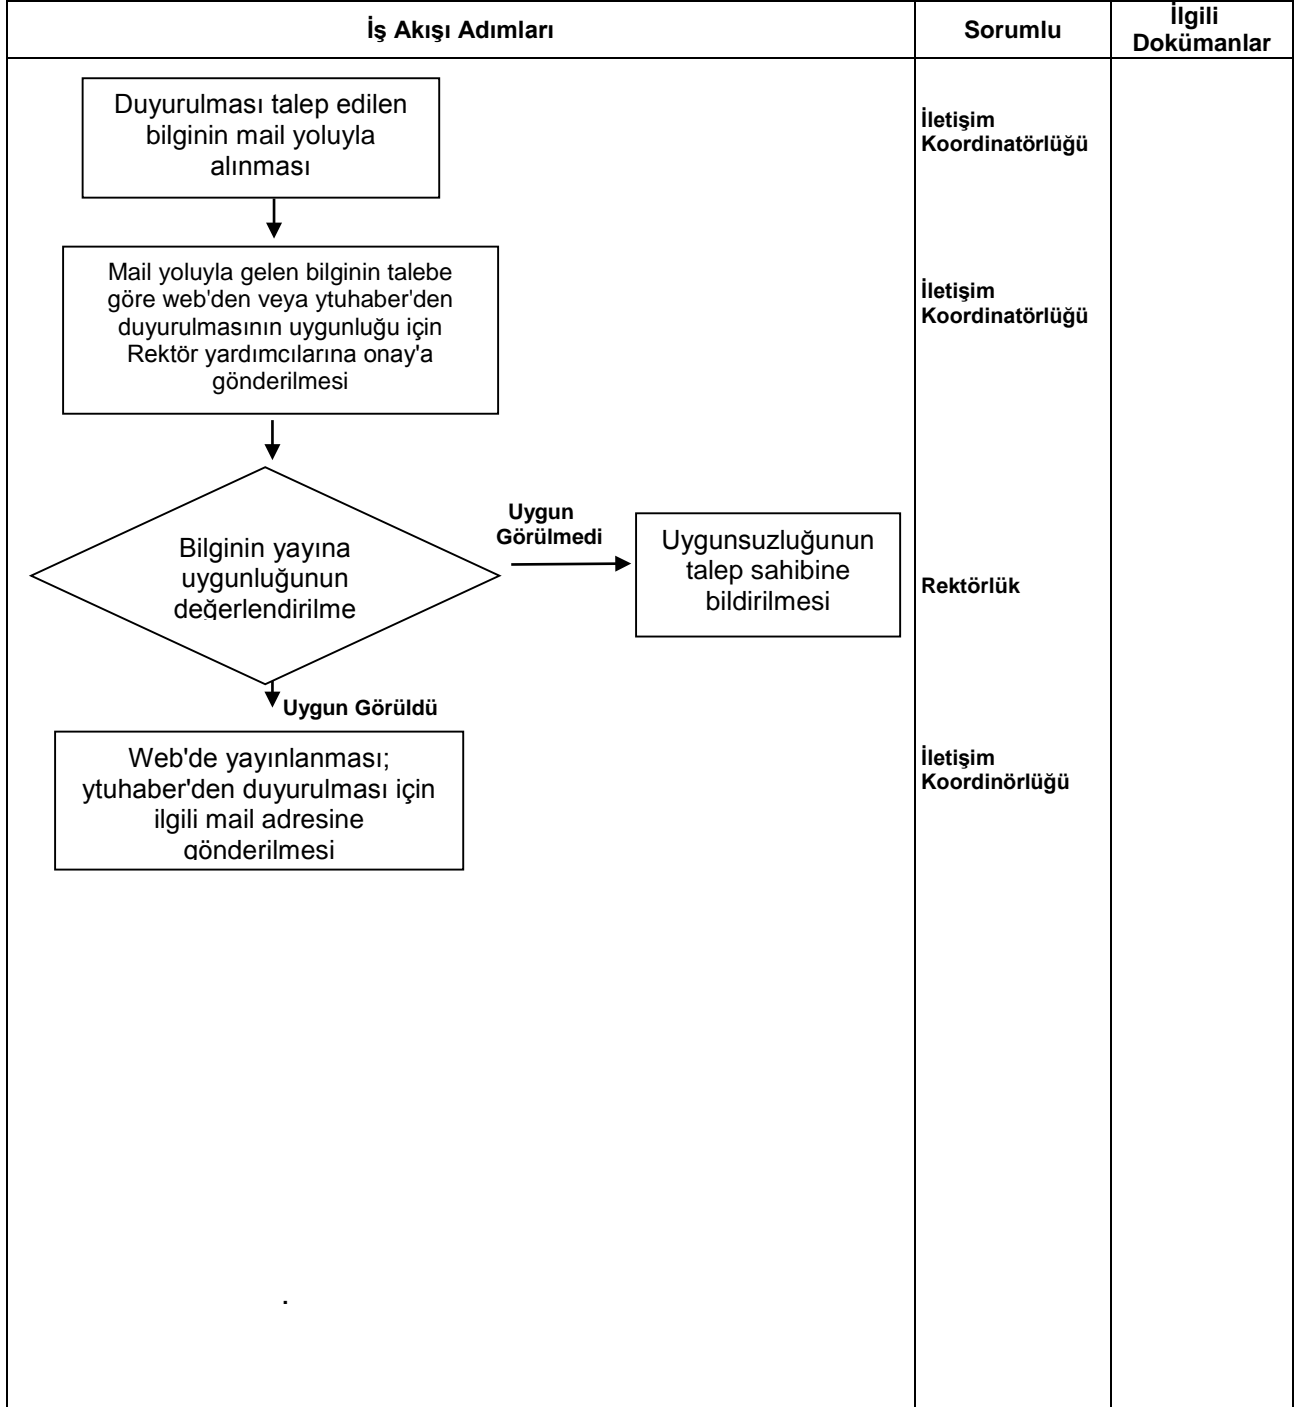 İş Akışı Adımları
Sorumlu
İlgili
Dokümanlar
Duyurulması talep edilen
bilginin mail yoluyla
alınması
İletişim
Koordinatörlüğü
Mail yoluyla gelen bilginin talebe
göre web'den veya ytuhaber'den
duyurulmasının uygunluğu için
Rektör yardımcılarına onay'a
gönderilmesi
İletişim
Koordinatörlüğü
Bilginin yayına
uygunluğunun
değerlendirilme
Uygun
Görülmedi
Uygunsuzluğunun
talep sahibine
bildirilmesi
Rektörlük
Uygun Görüldü
Web'de yayınlanması;
ytuhaber'den duyurulması için
ilgili mail adresine
gönderilmesi
İletişim
Koordinörlüğü
.